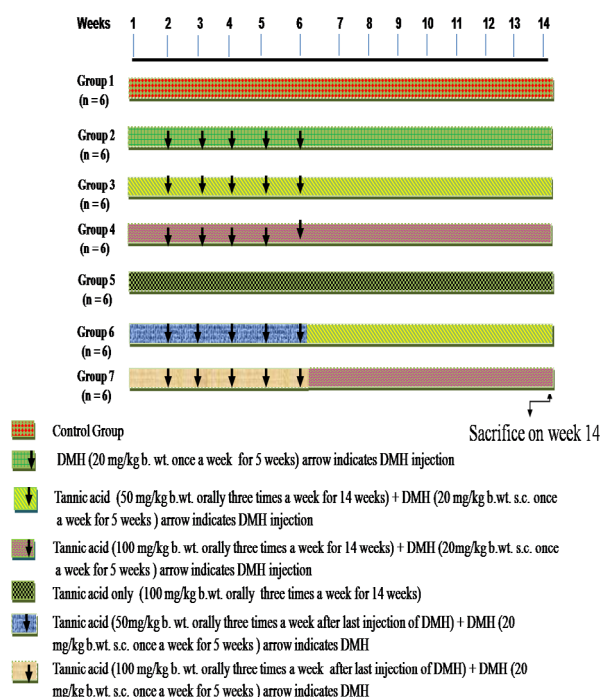 Weeks 1 2 3 4 5 6 7 8 9 10 11 12 13 14
Group 1
(n = 6)
Group 2
(n = 6)
Group 3
(n = 6)
Group 4
(n = 6)
Group 5
(n = 6)
Group 6
(n = 6)
Group 7
(n = 6)
Sacrifice on week 14
Control Group
DMH (20 mg/kg b. wt. once a week for 5 weeks) arrow indicates DMH injection
Tannic acid (50 mg/kg b.wt. orally three times a week for 14 weeks) + DMH (20 mg/kg b.wt. s.c. once
a week for 5 weeks ) arrow indicates DMH injection
Tannic acid (100 mg/kg b. wt. orally three times a week for 14 weeks) + DMH (20mg/kg b.wt. s.c. once
a week for 5 weeks ) arrow indicates DMH injection
Tannic acid only (100 mg/kg b.wt. orally three times a week for 14 weeks)
Tannic acid (50mg/kg b. wt. orally three times a week after last injection of DMH) + DMH (20
mg/kg b.wt. s.c. once a week for 5 weeks ) arrow indicates DMH
Tannic acid (100 mg/kg b. wt. orally three times a week after last injection of DMH) + DMH (20
mg/kg b.wt. s.c. once a week for 5 weeks ) arrow indicates DMH